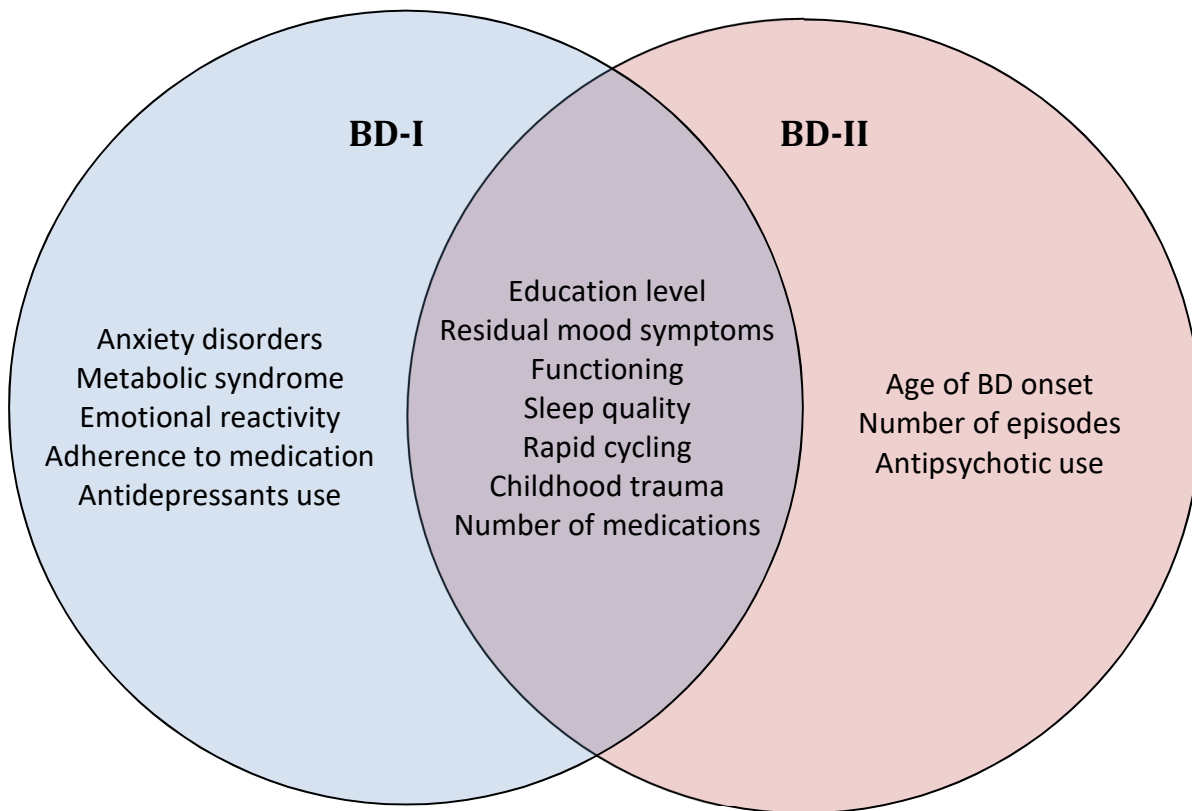 BD-I
BD-II
Anxiety disorders
Metabolic syndrome
Emotional reactivity
Adherence to medication
Antidepressants use
Education level
Residual mood symptoms
Functioning
Sleep quality
Rapid cycling
Childhood trauma
Number of medications
Age of BD onset
Number of episodes
Antipsychotic use